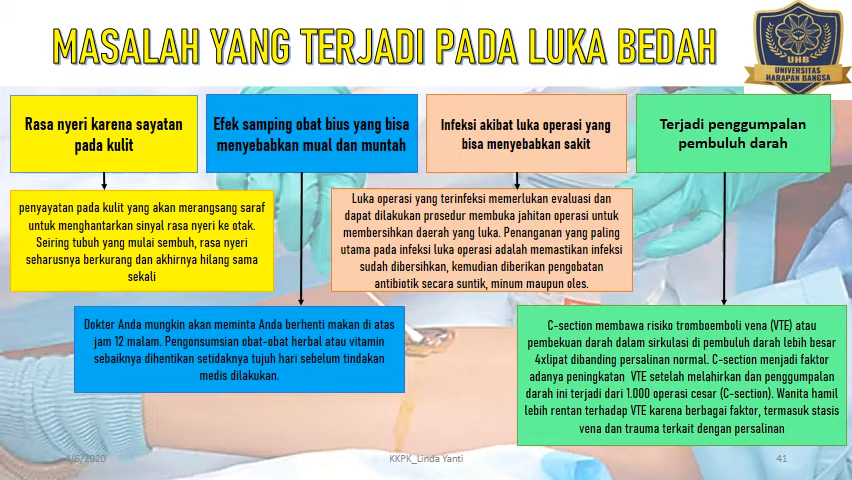 MASALAH YANG TERJADI PADA LUKA BEDAH
UHB
UNIVERSITAS
HARAPAN BANGSA
Rasa nyeri karena sayatan
pada kulit
Efek samping obat bius yang bisa
menyebabkan mual dan muntah
Infeksi akibat luka operasi yang
bisa menyebabkan sakit
Terjadi penggumpalan
pembuluh darah
penyayatan pada kulit yang akan merangsang saraf
untuk menghantarkan sinyal rasa nyeri ke otak.
Seiring tubuh yang mulai sembuh, rasa nyeri
seharusnya berkurang dan akhirnya hilang sama
sekali
Luka operasi yang terinfeksi memerlukan evaluasi dan
dapat dilakukan prosedur membuka jahitan operasi untuk
membersihkan daerah yang luka. Penanganan yang paling
utama pada infeksi luka operasi adalah memastikan infeksi
sudah dibersihkan, kemudian diberikan pengobatan
antibiotik secara suntik, minum maupun oles.
Dokter Anda mungkin akan meminta Anda berhenti makan di atas
jam 12 malam. Pengonsumsian obat-obat herbal atau vitamin
sebaiknya dihentikan setidaknya tujuh hari sebelum tindakan
medis dilakukan.
C-section membawa risiko tromboemboli vena (VTE) atau
pembekuan darah dalam sirkulasi di pembuluh darah lebih besar
4xlipat dibanding persalinan normal. C-section menjadi faktor
adanya peningkatan VTE setelah melahirkan dan penggumpalan
darah ini terjadi dari 1.000 operasi cesar (C-section). Wanita hamil
lebih rentan terhadap VTE karena berbagai faktor, termasuk stasis
vena dan trauma terkait dengan persalinan
/6/2020
KKPK_Linda Yanti
41